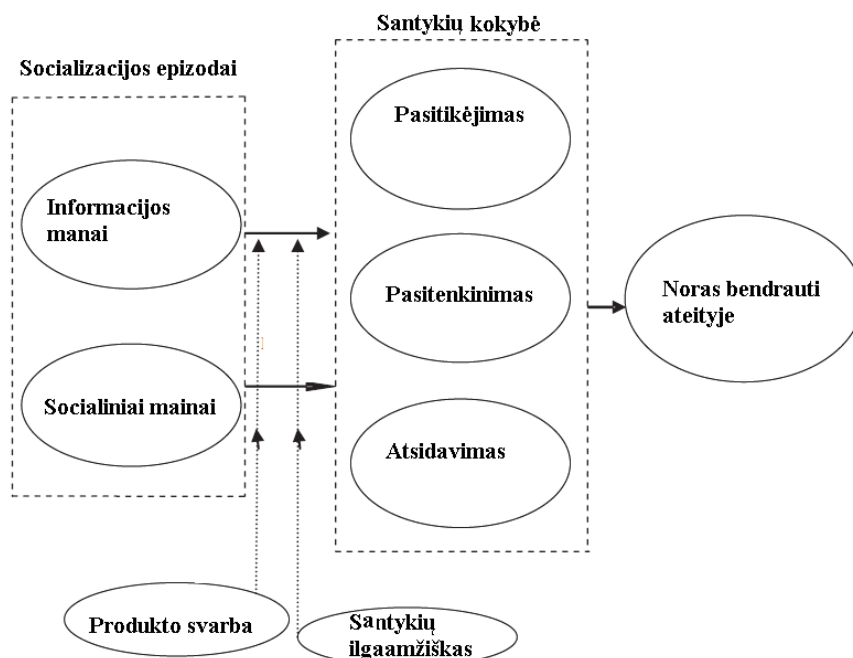 Santykių kokybė
Socializacijos epizodai
Pasitikėjimas
Informacijos
manai
Pasitenkinimas
Noras bendrauti
ateityje
Socialiniai mainai
Atsidavimas
Produkto svarba
Santykių
ilgaamžiškas